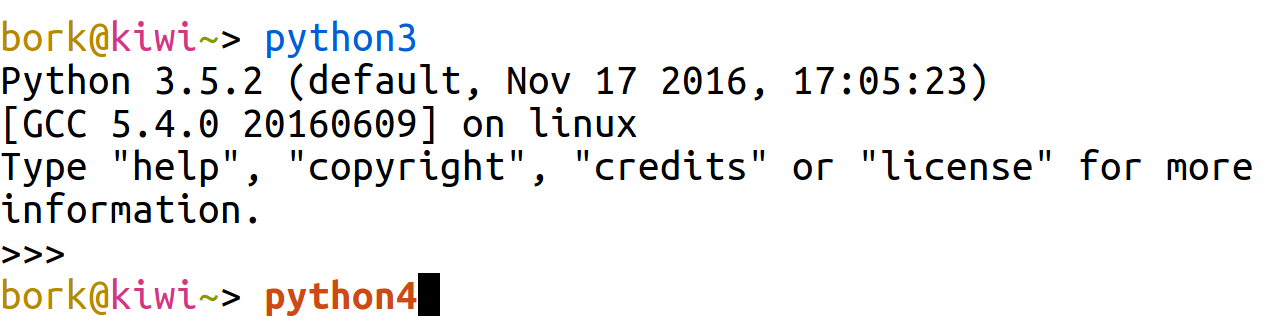 bork@kiwi~> python3
Python 3.5.2 (default, Nov 17 2016, 17:05:23)
[GCC 5.4.0 20160609] on linux
Type "help", "copyright", "credits" or "license" for more
information.
>>>
bork@kiwi~> python4